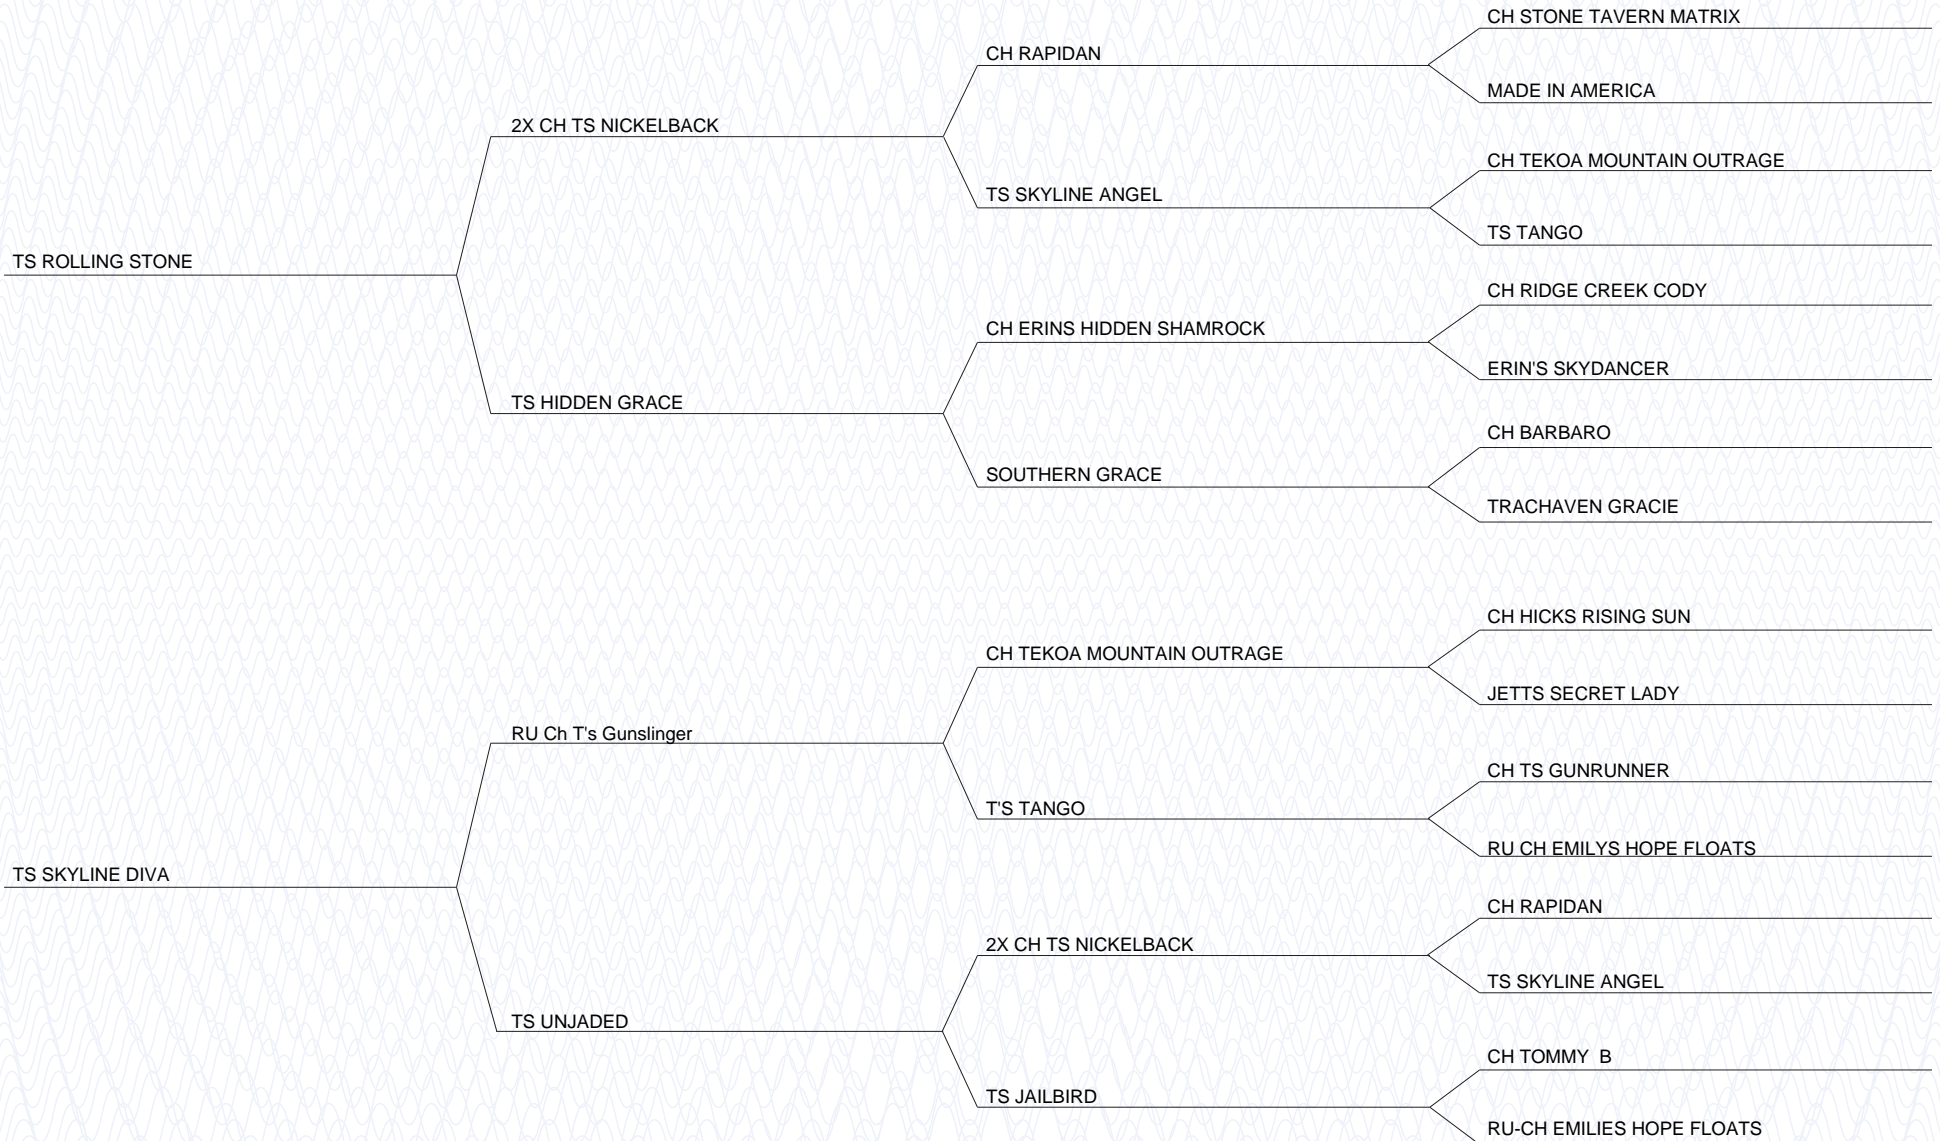 CH STONE TAVERN MATRIX
CH RAPIDAN
MADE IN AMERICA
2X CH TS NICKELBACK
CH TEKOA MOUNTAIN OUTRAGE
TS SKYLINE ANGEL
TS TANGO
TS ROLLING STONE
CH RIDGE CREEK CODY
CH ERINS HIDDEN SHAMROCK
ERIN'S SKYDANCER
TS HIDDEN GRACE
CH BARBARO
SOUTHERN GRACE
TRACHAVEN GRACIE
CH HICKS RISING SUN
CH TEKOA MOUNTAIN OUTRAGE
JETTS SECRET LADY
RU Ch T's Gunslinger
CH TS GUNRUNNER
T'S TANGO
RU CH EMILYS HOPE FLOATS
TS SKYLINE DIVA
CH RAPIDAN
2X CH TS NICKELBACK
TS SKYLINE ANGEL
TS UNJADED
CH TOMMY  B
TS JAILBIRD
RU-CH EMILIES HOPE FLOATS